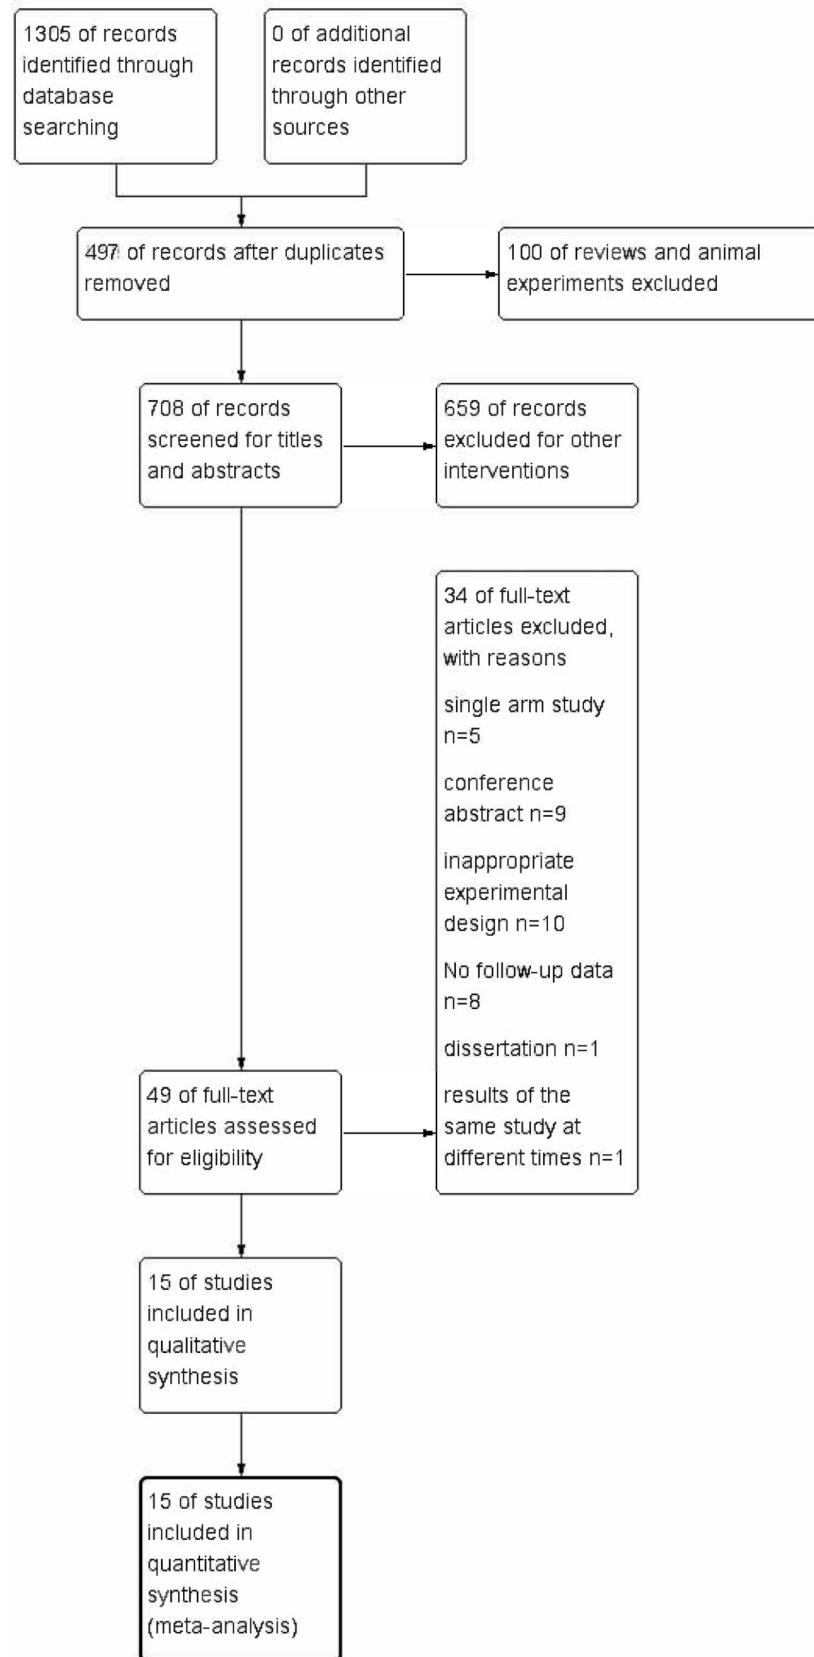 1305 of records
identified through
database
searching
0 of additional
records identified
through other
sources
497 of records after duplicates
removed
100 of reviews and animal
experiments excluded
708 of records
screened for titles
and abstracts
659 of records
excluded for other
interventions
34 of full-text
articles excluded,
with reasons
single arm study
n=5
conference
abstract n=9
inappropriate
experimental
design n=10
No follow-up data
n=8
dissertation n=1
results of the
same study at
different times n=1
49 of full-text
articles assessed
for eligibility
15 of studies
included in
qualitative
synthesis
15 of studies
included in
quantitative
synthesis
(meta-analysis)